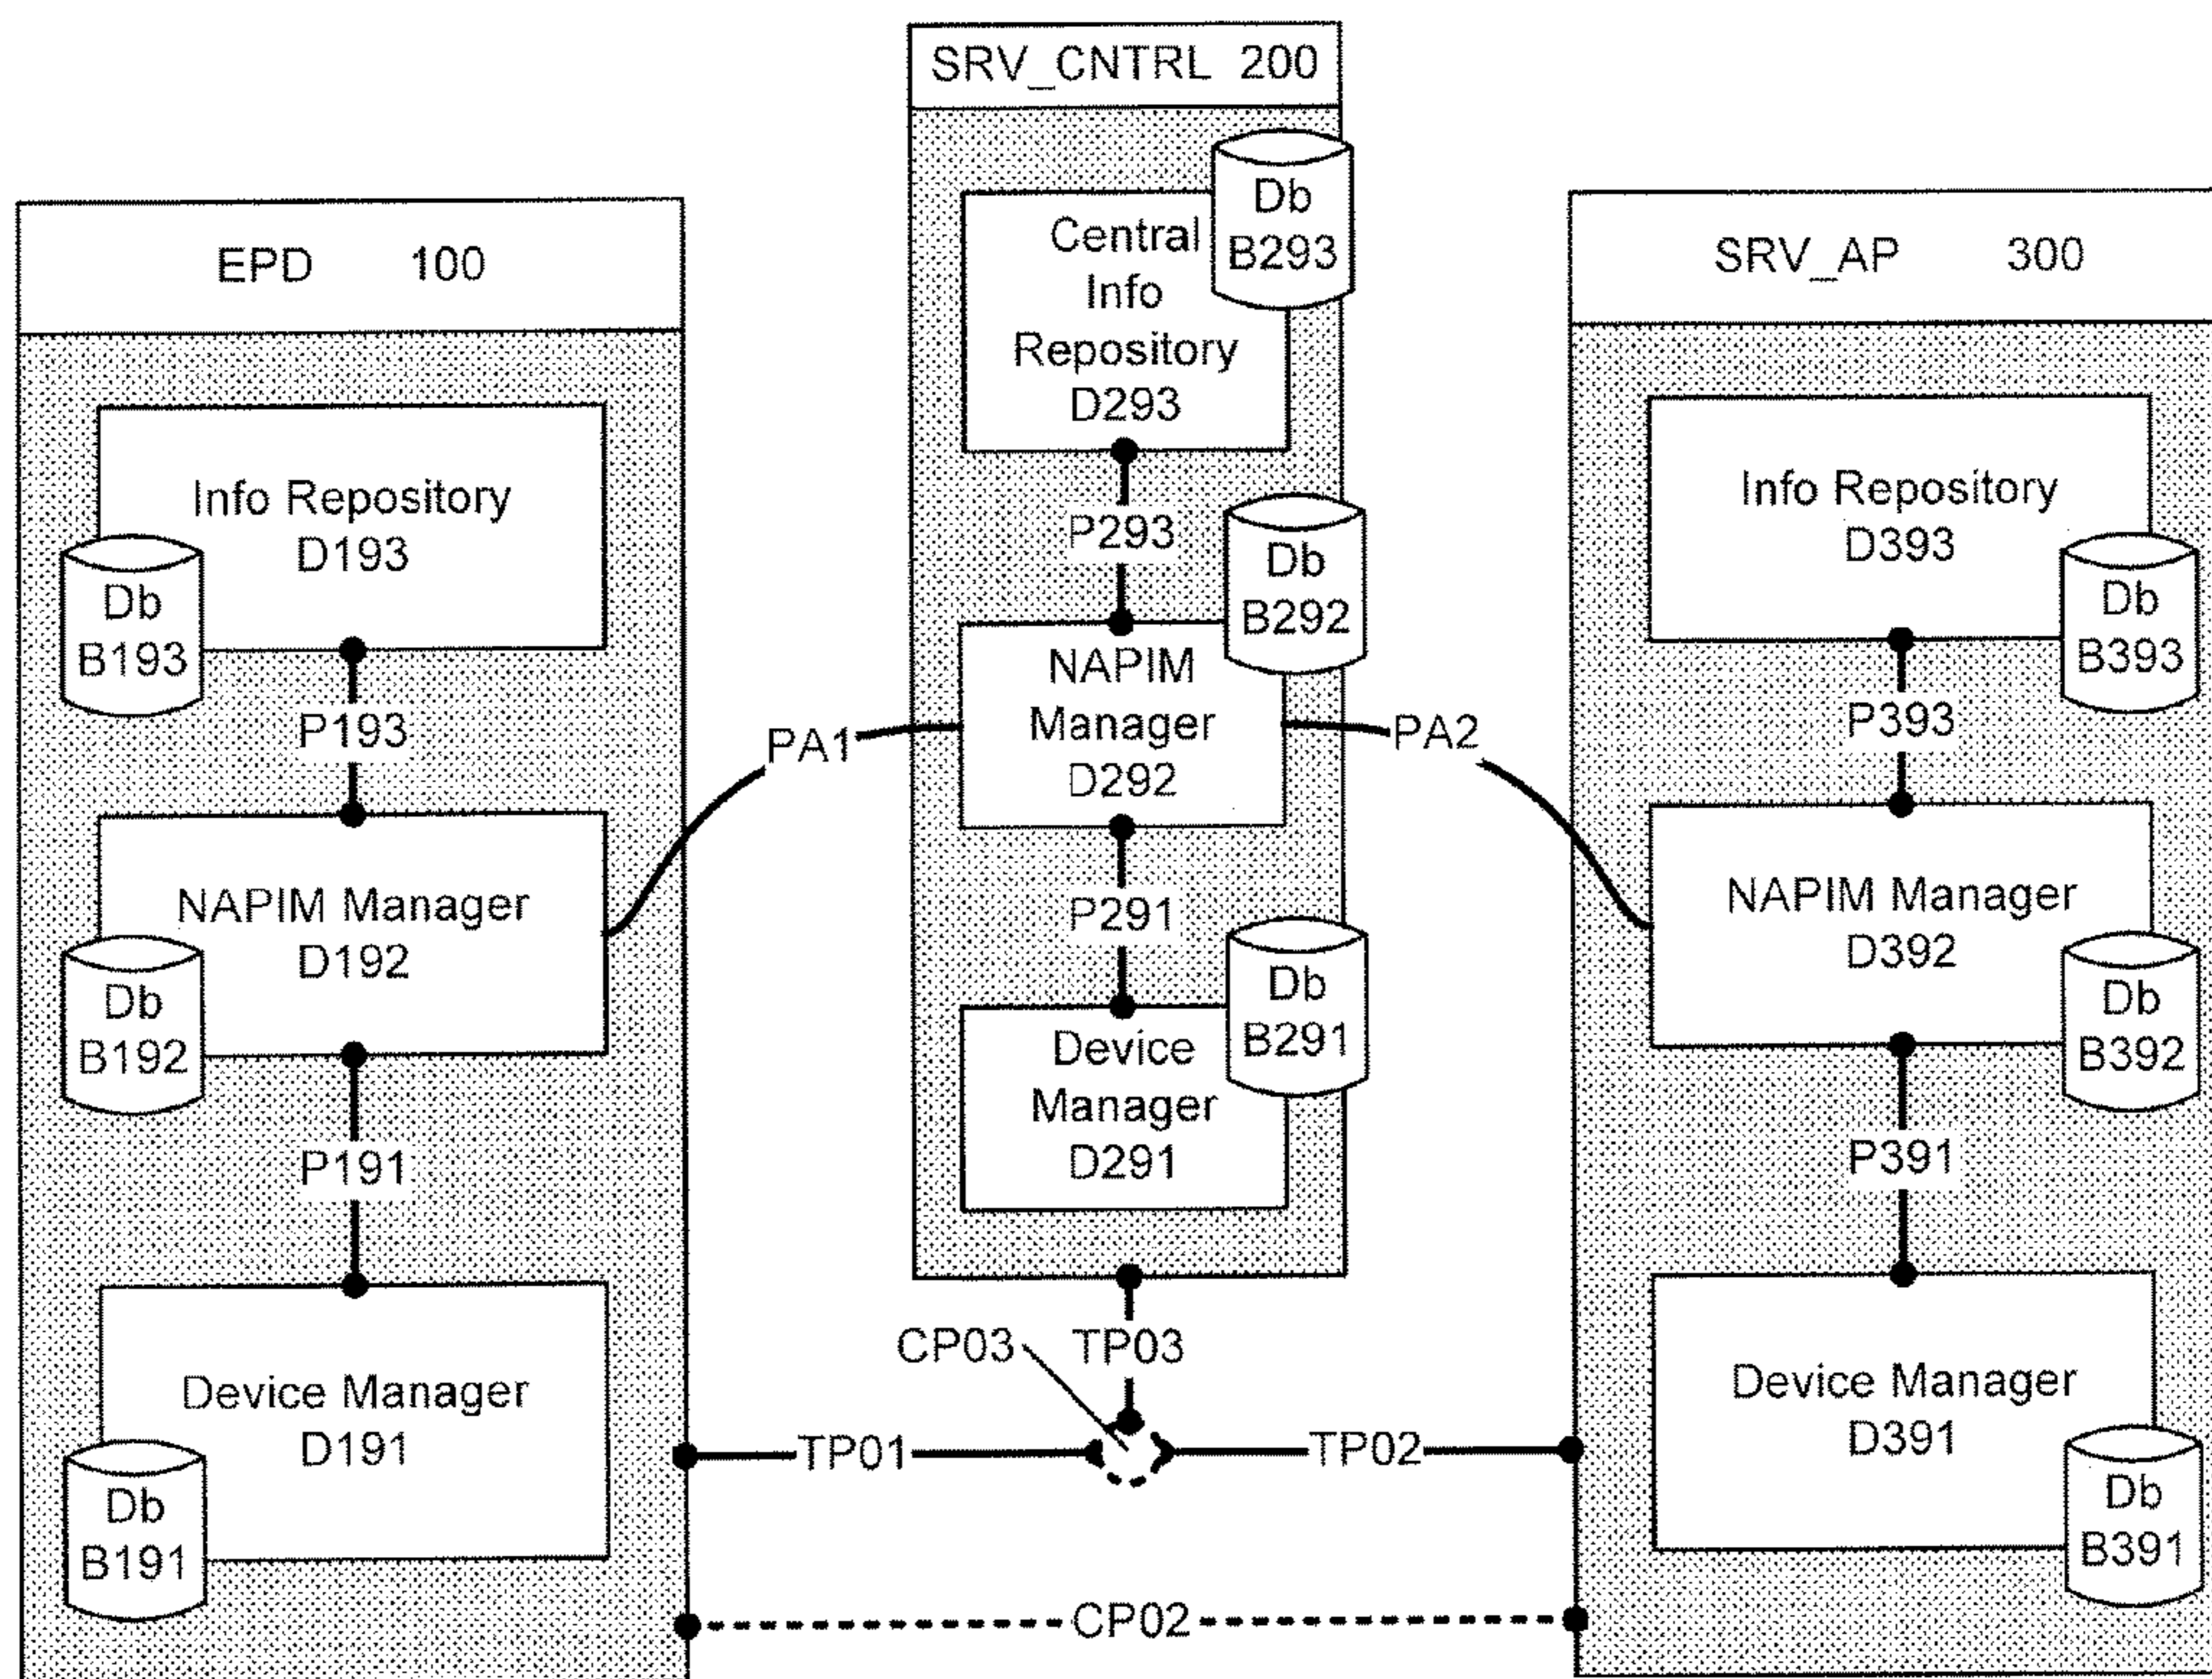 SRV_CNTRL 200
Db
B293
Central
Info
Repository
D293
P293
Db
B292
NAPIM
Manager
D292
P291
Db
B291
Device
Manager
D291
EPD 100
Info Repository
D193
Db
B193
P193
NAPIM Manager
D192
Db
B192
P191
Device Manager
D191
Db
B191
PA1
PA2
SRV_AP 300
Info Repository
D393
Db
B393
P393
NAPIM Manager
D392
Db
B392
P391
Device Manager
D391
Db
B391
CP03
TP03
TP01
TP02
CP02